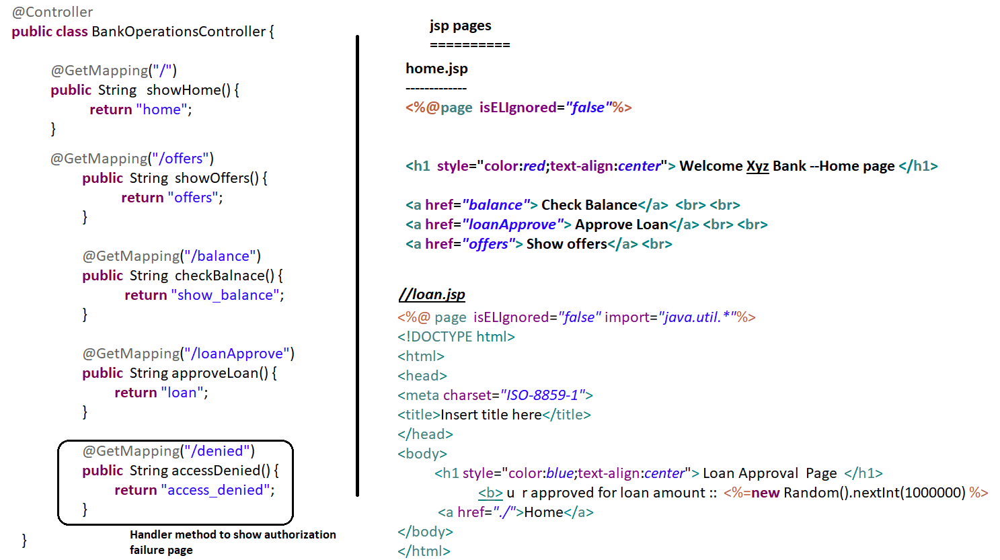 @Controller
public class BankOperationsController {
@GetMapping("/")
public String showHome() {
return "home";
}
@GetMapping("/offers")
public String showOffers() {
return "offers";
}
@GetMapping("/balance")
public String checkBalnace() {
return "show_balance";
}
@GetMapping("/loanApprove")
public String approveLoan() {
return "loan";
}
@GetMapping("/denied")
public String accessDenied() {
return "access_denied";
}
Handler method to show authorization
failure page
}
jsp pages
==========
home.jsp
-------------
<%@page isELIgnored="false"%>
<h1 style="color:red;text-align:center"> Welcome Xyz Bank --Home page </h1>
<a href="balance"> Check Balance</a> <br> <br>
<a href="loanApprove"> Approve Loan</a> <br> <br>
<a href="offers"> Show offers</a> <br>
//loan.jsp
<%@ page isELIgnored="false" import="java.util.*"%>
<!DOCTYPE html>
<html>
<head>
<meta charset="ISO-8859-1">
<title>Insert title here</title>
</head>
<body>
<h1 style="color:blue;text-align:center"> Loan Approval Page </h1>
<b> u r approved for loan amount :: <%=new Random().nextInt(1000000) %>
<a href="./">Home</a>
</body>
</html>